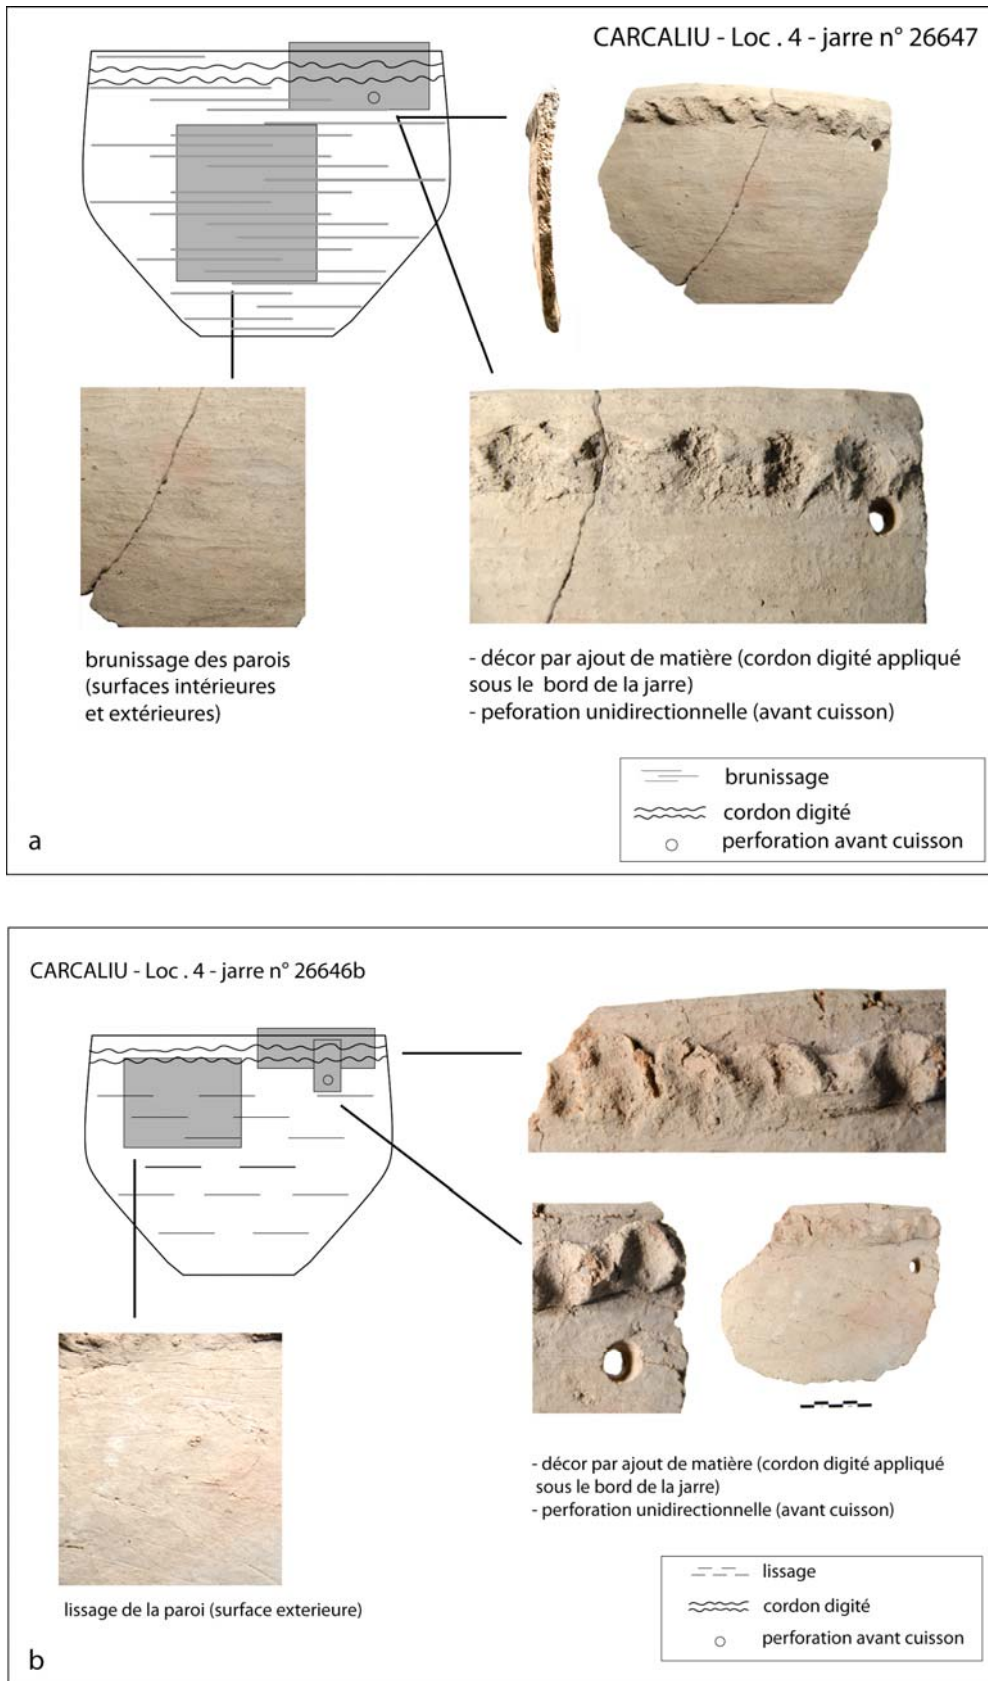 CARCALIU - Loc . 4 - jarre n° 26647
brunissage des parois
(surfaces intérieures
et extérieures)
- décor par ajout de matière (cordon digité appliqué
sous le bord de la jarre)
- peforation unidirectionnelle (avant cuisson)
brunissage
cordon digité
perforation avant cuisson
a
CARCALIU - Loc . 4 - jarre n° 26646b
- décor par ajout de matière (cordon digité appliqué
sous le bord de la jarre)
- perforation unidirectionnelle (avant cuisson)
lissage de la paroi (surface exterieure)
lissage
cordon digité
perforation avant cuisson
b